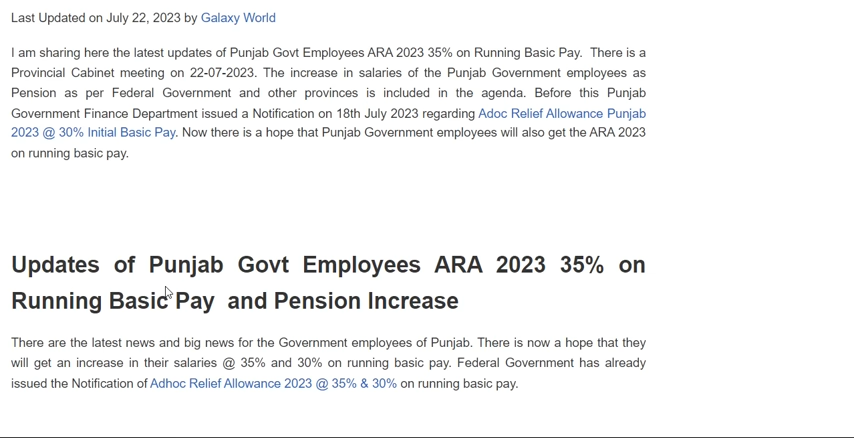 Last Updated on July 22, 2023 by Galaxy World
I am sharing here the latest updates of Punjab Govt Employees ARA 2023 35% on Running Basic Pay. There is a
Provincial Cabinet meeting on 22-07-2023. The increase in salaries of the Punjab Government employees as
Pension as per Federal Government and other provinces is included in the agenda. Before this Punjab
Government Finance Department issued a Notification on 18th July 2023 regarding Adoc Relief Allowance Punjab
2023 @ 30% Initial Basic Pay. Now there is a hope that Punjab Government employees will also get the ARA 2023
on running basic pay.
Updates of Punjab Govt Employees ARA 2023 35% on
Running Basic Pay and Pension Increase
There are the latest news and big news for the Government employees of Punjab. There is now a hope that they
will get an increase in their salaries @ 35% and 30% on running basic pay. Federal Government has already
issued the Notification of Adhoc Relief Allowance 2023 @ 35% & 30% on running basic pay.